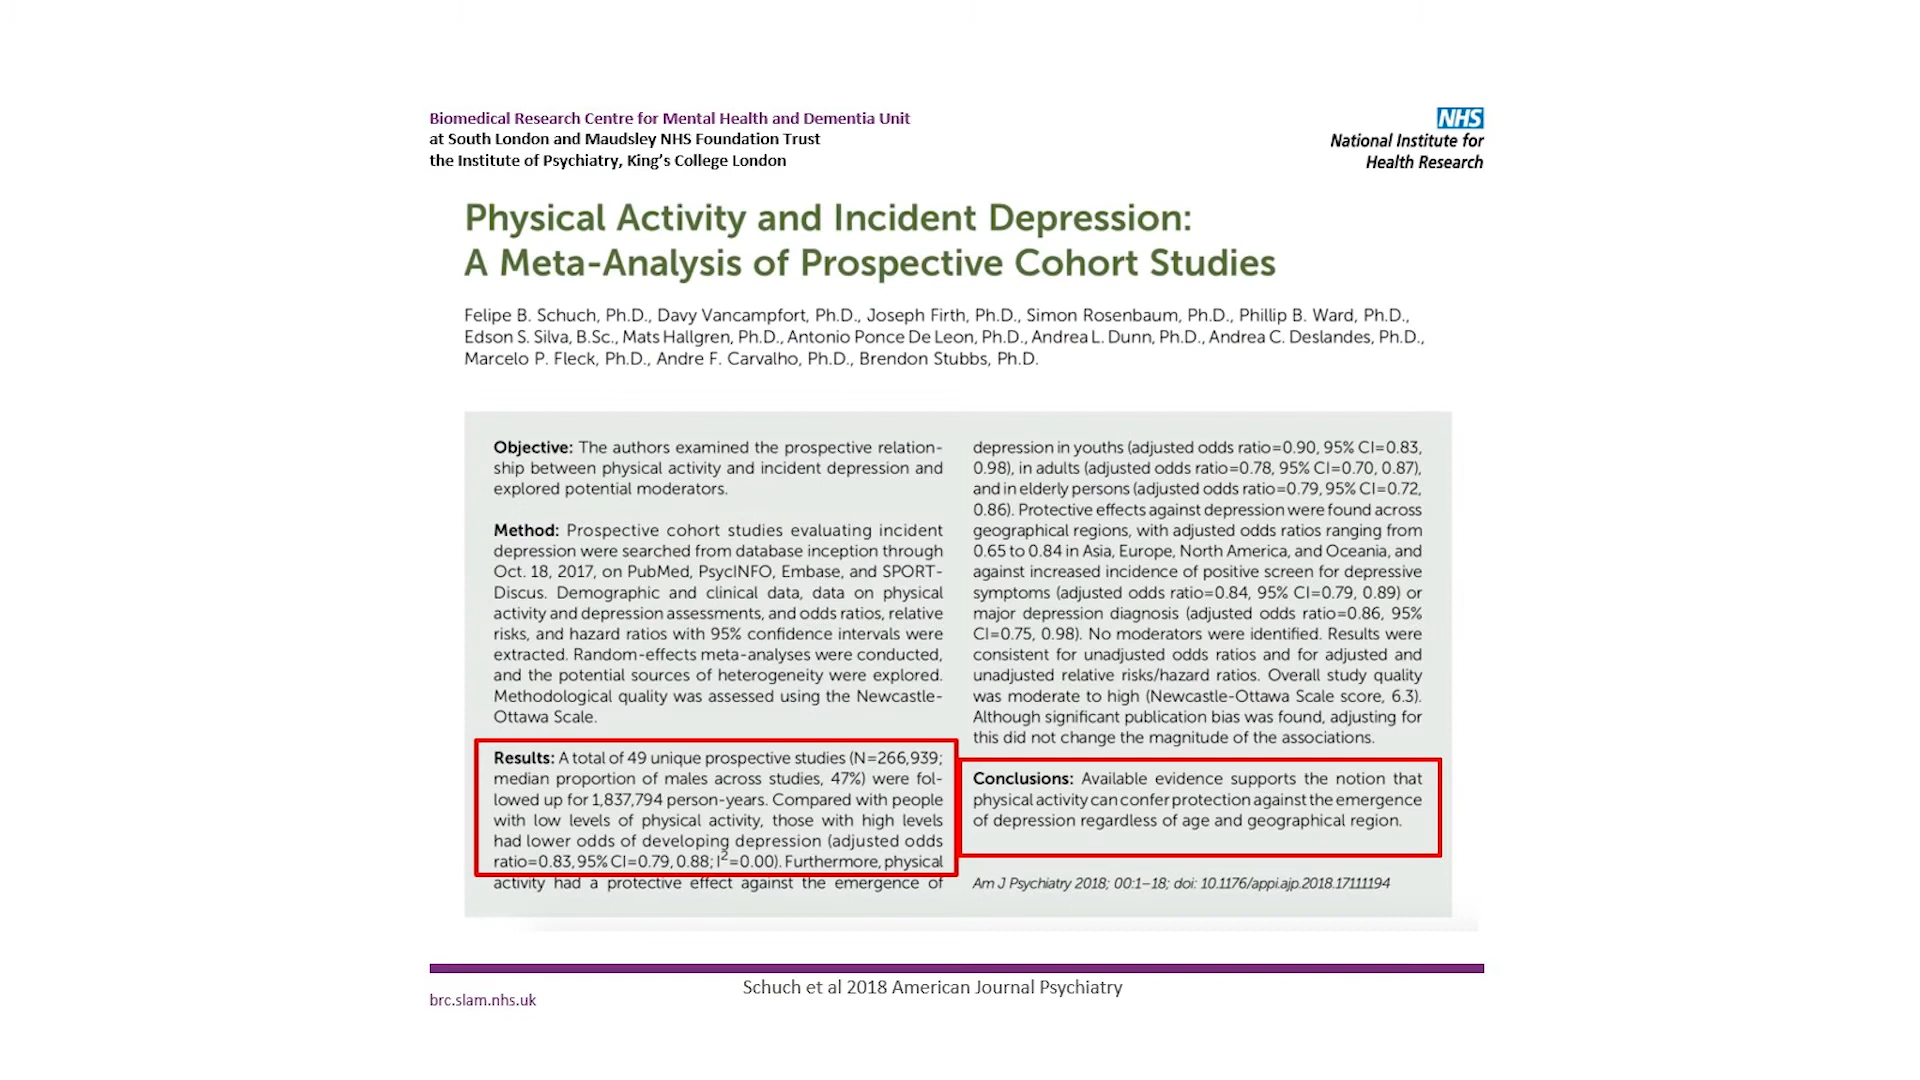 Biomedical Research Centre for Mental Health and Dementia Unit
at South London and Maudsley NHS Foundation Trust
the Institute of Psychiatry, King's College London
NHS
National Institute for
Health Research
Physical Activity and Incident Depression:
A Meta-Analysis of Prospective Cohort Studies
Felipe B. Schuch, Ph.D., Davy Vancampfort, Ph.D., Joseph Firth, Ph.D., Simon Rosenbaum, Ph.D., Phillip B. Ward, Ph.D.,
Edson S. Silva, B.Sc., Mats Hallgren, Ph.D., Antonio Ponce De Leon, Ph.D., Andrea L. Dunn, Ph.D., Andrea C. Deslandes, Ph.D.,
Marcelo P. Fleck, Ph.D., Andre F. Carvalho, Ph.D., Brendon Stubbs, Ph.D.
Objective: The authors examined the prospective relation-
ship between physical activity and incident depression and
explored potential moderators.
Method: Prospective cohort studies evaluating incident
depression were searched from database inception through
Oct. 18, 2017, on PubMed, PsycINFO, Embase, and SPORT-
Discus. Demographic and clinical data, data on physical
activity and depression assessments, and odds ratios, relative
risks, and hazard ratios with 95% confidence intervals were
extracted. Random-effects meta-analyses were conducted,
and the potential sources of heterogeneity were explored.
Methodological quality was assessed using the Newcastle-
Ottawa Scale.
Results: A total of 49 unique prospective studies (N=266,939;
median proportion of males across studies, 47%) were fol-
lowed up for 1,837,794 person-years. Compared with people
with low levels of physical activity, those with high levels
had lower odds of developing depression (adjusted odds
ratio=0.83, 95% CI=0.79, 0.88; I²=0.00). Furthermore, physical
activity had a protective effect against the emergence of
depression in youths (adjusted odds ratio=0.90, 95% CI=0.83,
0.98), in adults (adjusted odds ratio=0.78, 95% CI=0.70, 0.87),
and in elderly persons (adjusted odds ratio=0.79, 95% CI=0.72,
0.86). Protective effects against depression were found across
geographical regions, with adjusted odds ratios ranging from
0.65 to 0.84 in Asia, Europe, North America, and Oceania, and
against increased incidence of positive screen for depressive
symptoms (adjusted odds ratio=0.84, 95% CI=0.79, 0.89) or
major depression diagnosis (adjusted odds ratio=0.86, 95%
CI=0.75, 0.98). No moderators were identified. Results were
consistent for unadjusted odds ratios and for adjusted and
unadjusted relative risks/hazard ratios. Overall study quality
was moderate to high (Newcastle-Ottawa Scale score, 6.3).
Although significant publication bias was found, adjusting for
this did not change the magnitude of the associations.
Conclusions: Available evidence supports the notion that
physical activity can confer protection against the emergence
of depression regardless of age and geographical region.
Am J Psychiatry 2018; 00:1–18; doi: 10.1176/appi.ajp.2018.17111194
Schuch et al 2018 American Journal Psychiatry
brc.slam.nhs.uk